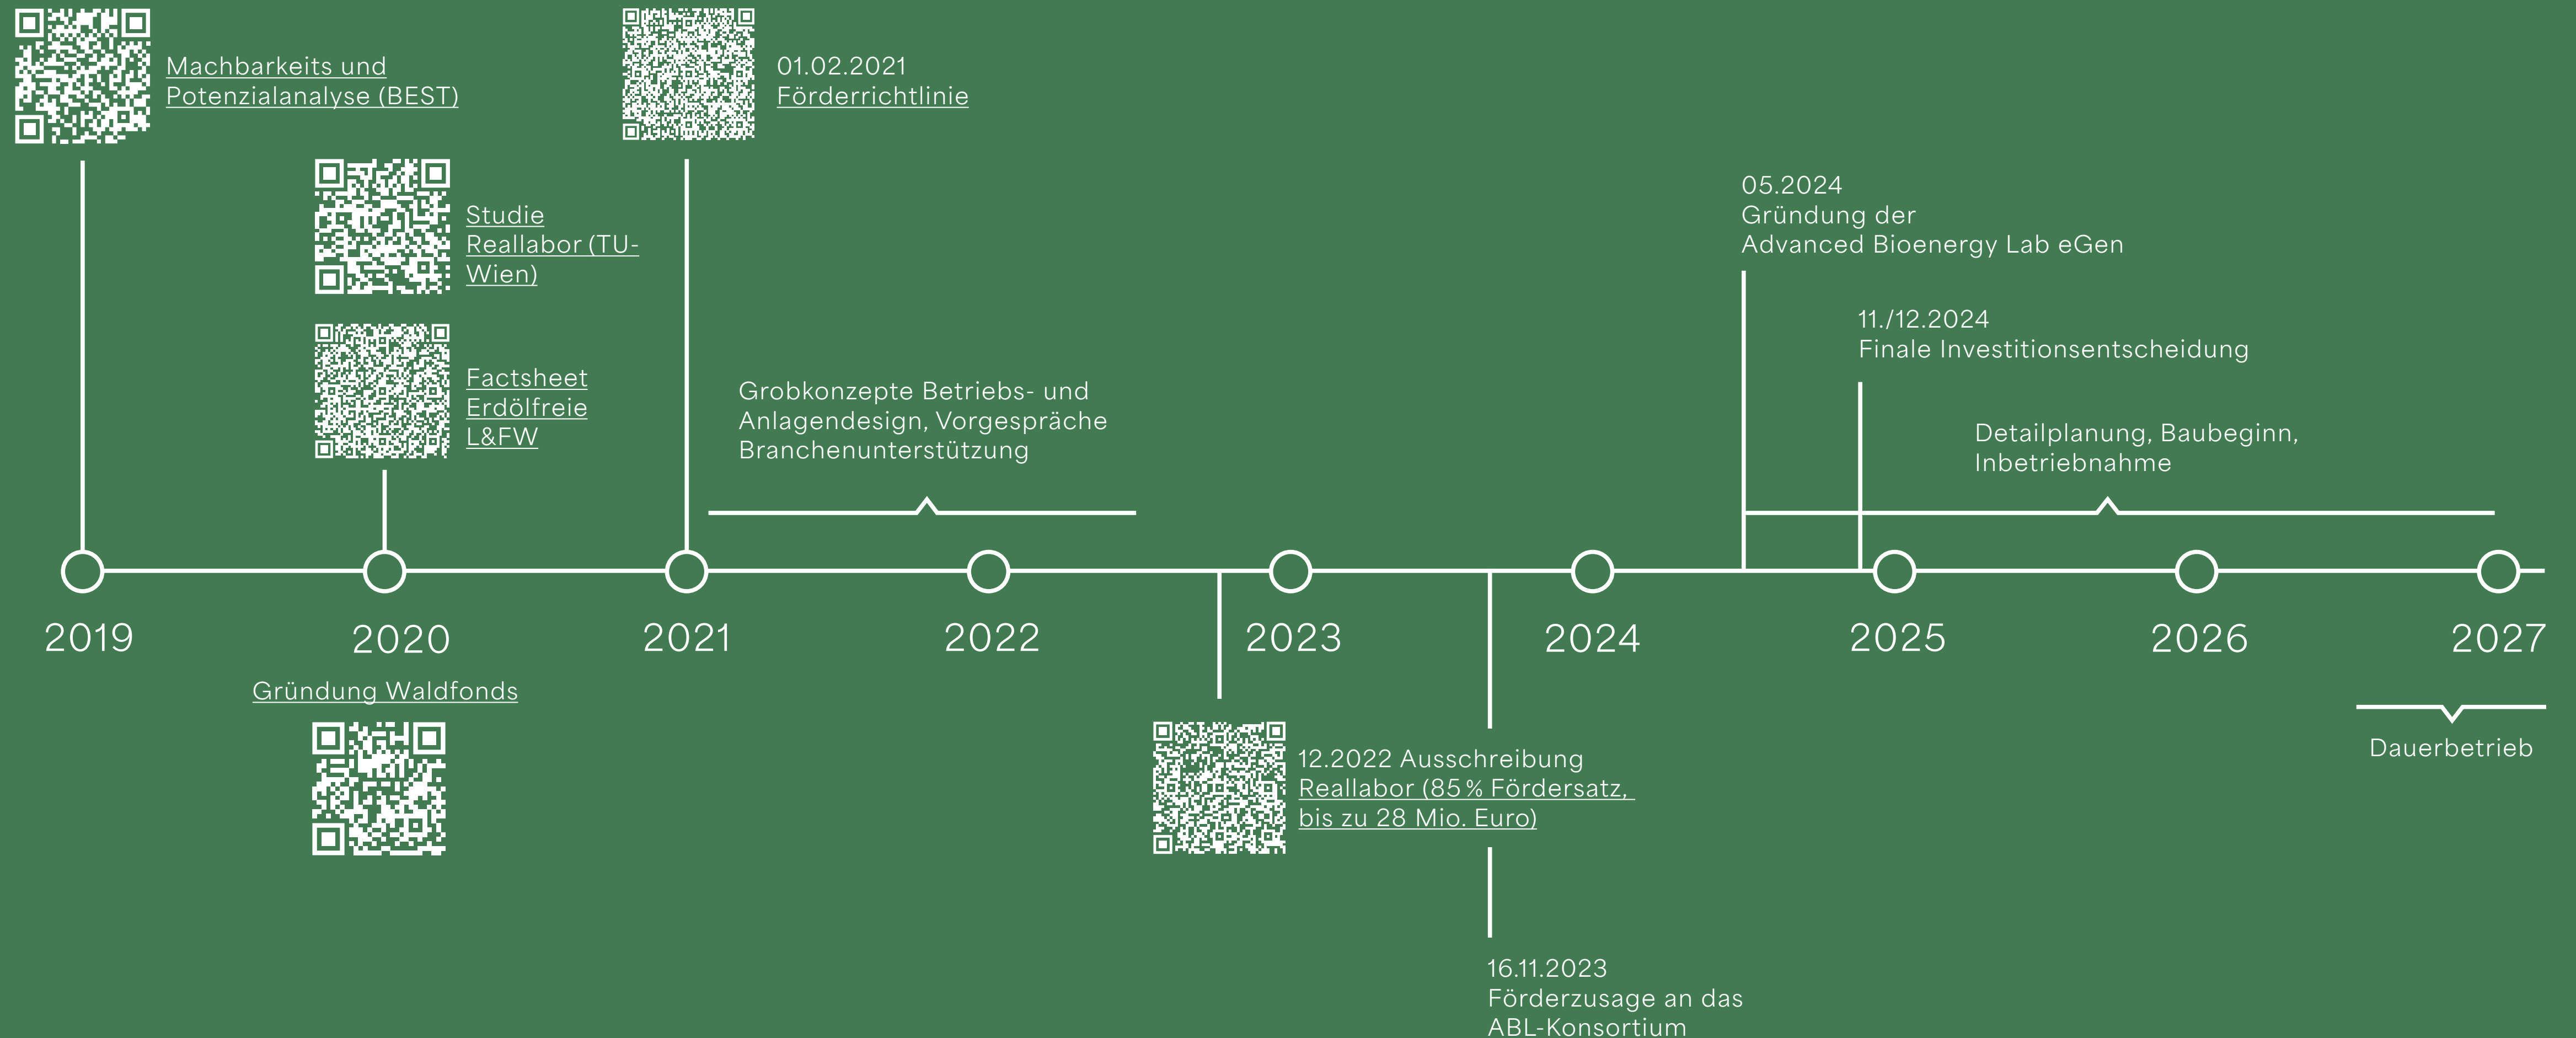 Machbarkeits und
Potenzialanalyse (BEST)
01.02.2021
Förderrichtlinie
Studie
Reallabor (TU-
Wien)
Factsheet
Erdölfreie
L&FW
Grobkonzepte Betriebs- und
Anlagendesign, Vorgespräche
Branchenunterstützung
05.2024
Gründung der
Advanced Bioenergy Lab eGen
11./12.2024
Finale Investitionsentscheidung
Detailplanung, Baubeginn,
Inbetriebnahme
2019
2020
2021
2022
2023
2024
2025
2026
2027
Gründung Waldfonds
12.2022 Ausschreibung
Reallabor (85 % Fördersatz,
bis zu 28 Mio. Euro)
Dauerbetrieb
16.11.2023
Förderzusage an das
ABL-Konsortium